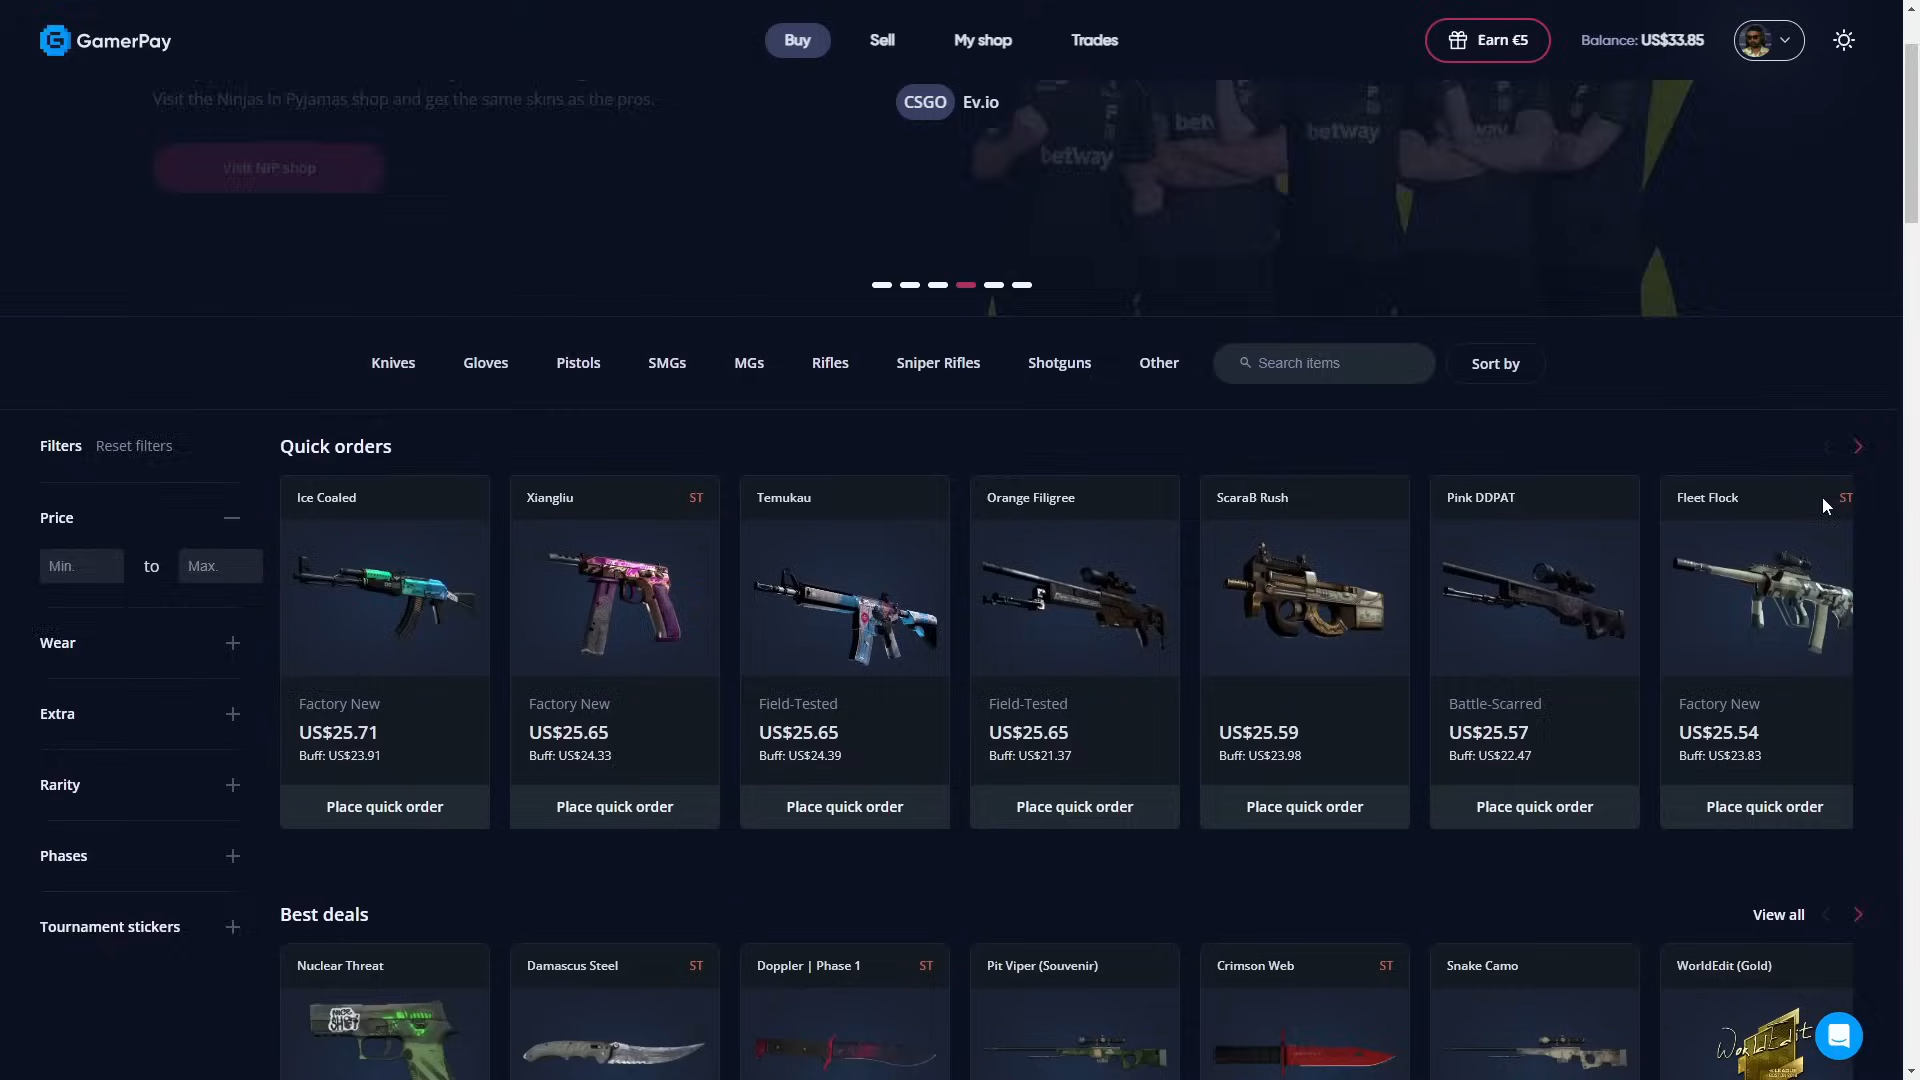 GamerPay
Buy
Sell
My shop
Trades
Earn €5
Balance: US$33.85
Visit the Ninjas in Pyjamas shop and get the same skins as the pros.
CSGO
Ev.io
Visit NIP shop
betway
bet
betway
Knives
Gloves
Pistols
SMGs
MGs
Rifles
Sniper Rifles
Shotguns
Other
Search items
Sort by
Filters
Reset filters
Price
Min.
to
Max.
Wear
Extra
Rarity
Phases
Tournament stickers
Quick orders
Ice Coaled
Factory New
US$25.71
Buff: US$23.91
Place quick order
Xiangliu
ST
Factory New
US$25.65
Buff: US$24.33
Place quick order
Temukau
Field-Tested
US$25.65
Buff: US$24.39
Place quick order
Orange Filigree
Field-Tested
US$25.65
Buff: US$21.37
Place quick order
ScaraB Rush
US$25.59
Buff: US$23.98
Place quick order
Pink DDPAT
Battle-Scarred
US$25.57
Buff: US$22.47
Place quick order
Fleet Flock
ST
Factory New
US$25.54
Buff: US$23.83
Place quick order
Best deals
View all
Nuclear Threat
Damascus Steel
ST
Doppler | Phase 1
ST
Pit Viper (Souvenir)
Crimson Web
ST
Snake Camo
WorldEdit (Gold)
WorldEdit